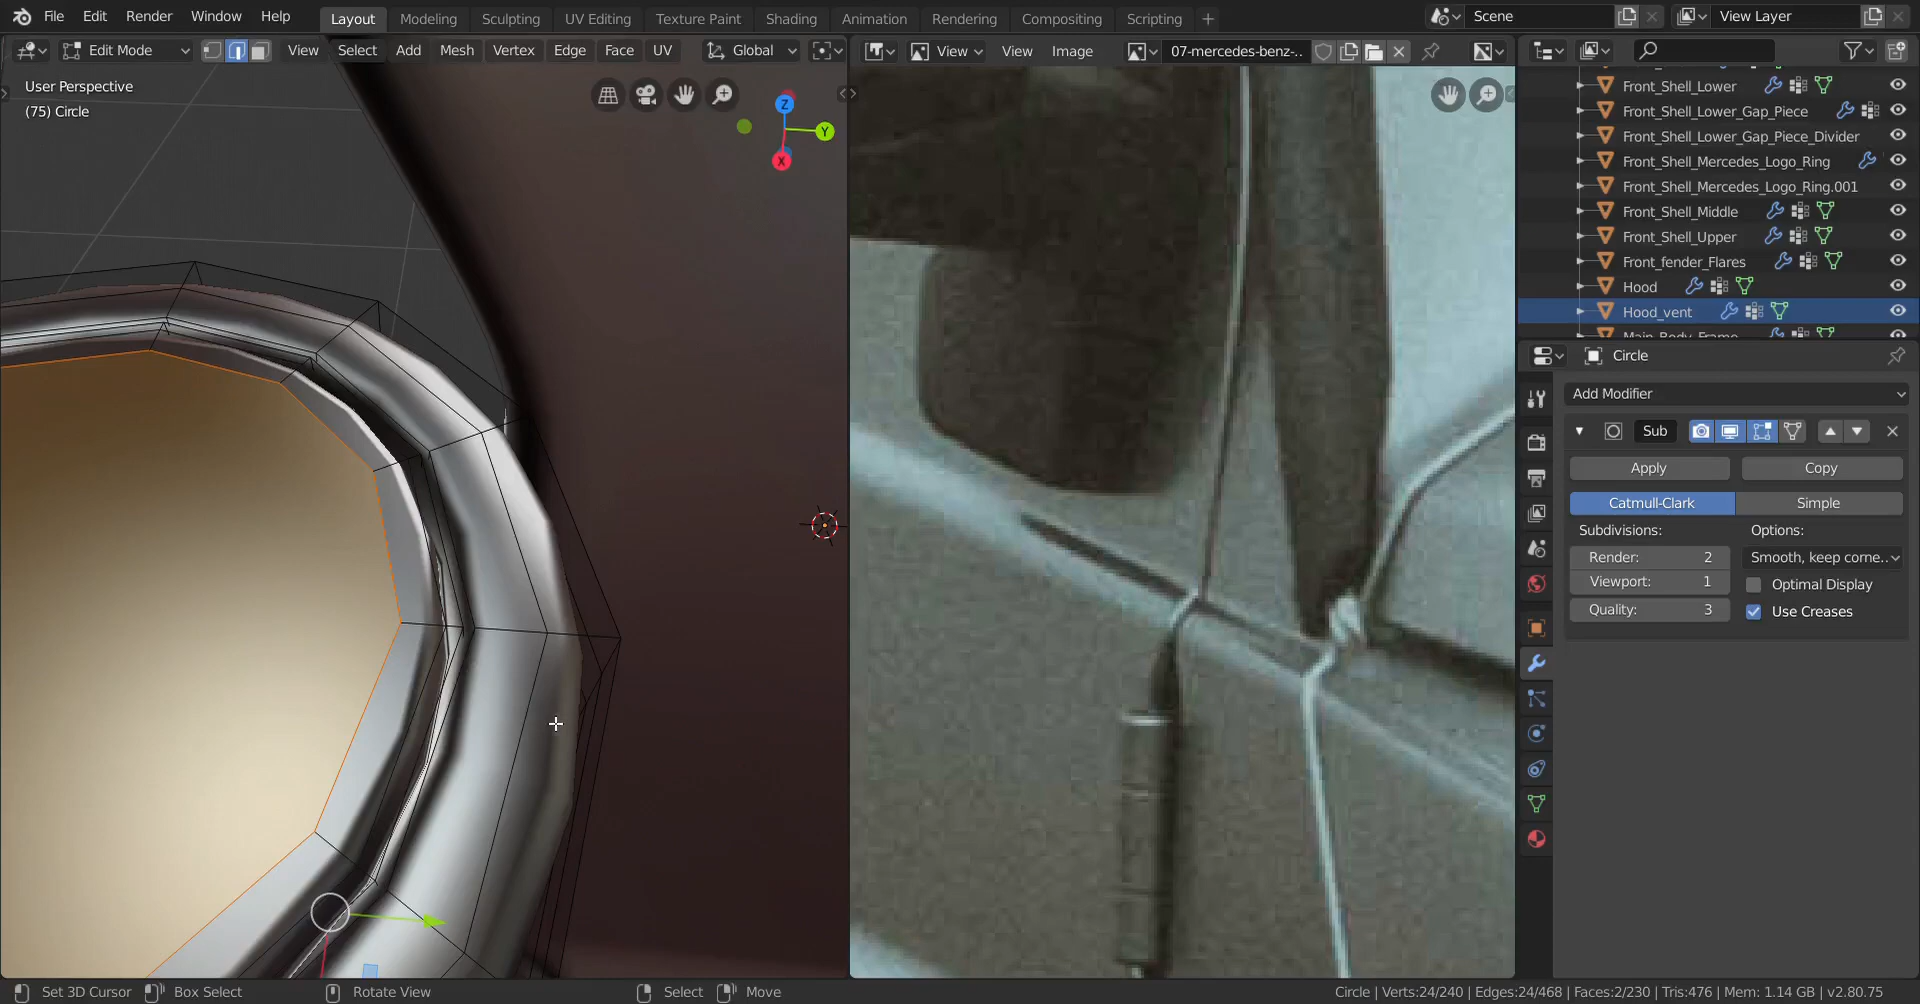 File Edit Render Window Help Layout Modeling Sculpting UV Editing Texture Paint Shading Animation Rendering Compositing Scripting Scene View Layer
Edit Mode View Select Add Mesh Vertex Edge Face UV Global View View Image 07-mercedes-benz-..
User Perspective
(75) Circle
Z
Y
X
Front_Shell_Lower
Front_Shell_Lower_Gap_Piece
Front_Shell_Lower_Gap_Piece_Divider
Front_Shell_Mercedes_Logo_Ring
Front_Shell_Mercedes_Logo_Ring.001
Front_Shell_Middle
Front_Shell_Upper
Front_fender_Flares
Hood
Hood_vent
Main_Body_Frame
Circle
Add Modifier
Sub
Apply Copy
Catmull-Clark Simple
Subdivisions: Options:
Render: 2 Smooth, keep corne..
Viewport: 1 Optimal Display
Quality: 3 Use Creases
Set 3D Cursor Box Select Rotate View Select Move Circle | Verts:24/240 | Edges:24/468 | Faces:2/230 | Tris:476 | Mem: 1.14 GB | v2.80.75